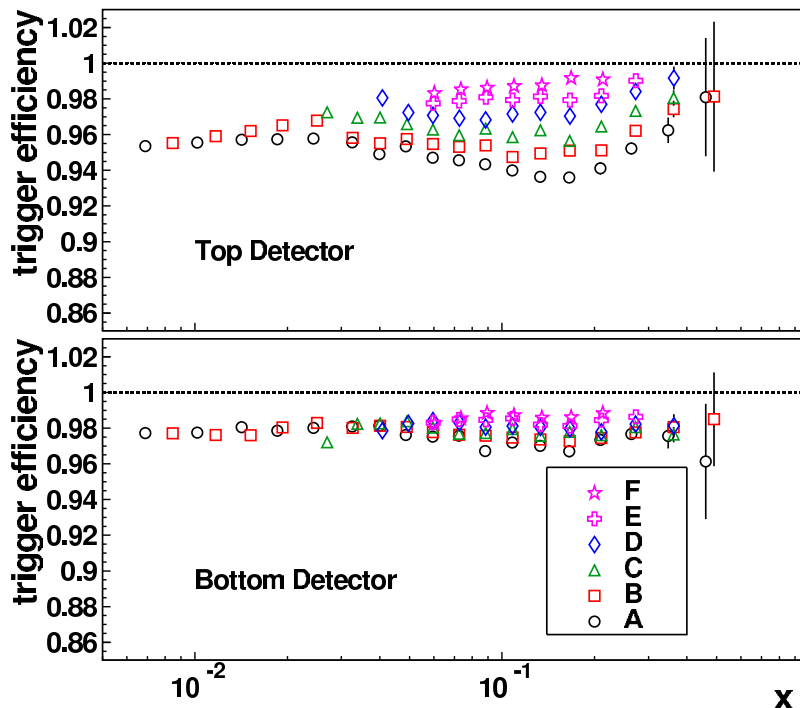 trigger efficiency
1.02
1
0.98
0.96
0.94
0.92
0.9
0.88
0.86
Top Detector
trigger efficiency
1.02
1
0.98
0.96
0.94
0.92
0.9
0.88
0.86
Bottom Detector
F
E
D
C
B
A
10-2
10-1
x